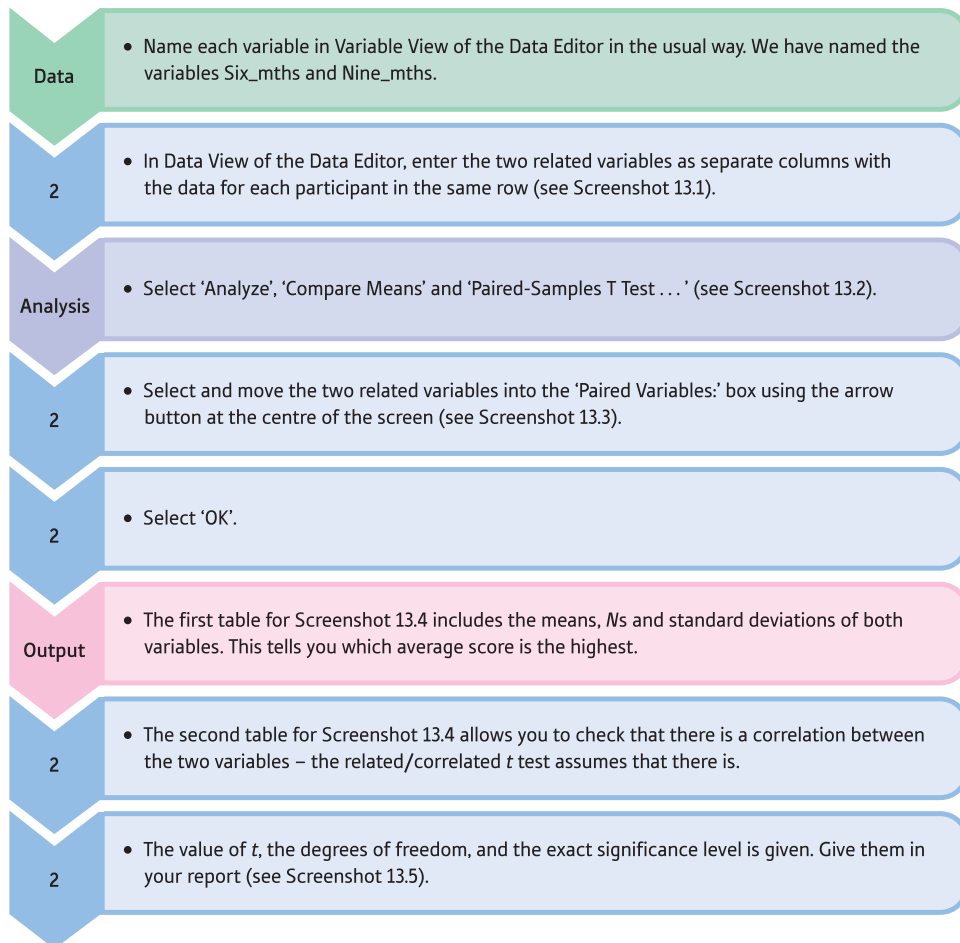 Data
• Name each variable in Variable View of the Data Editor in the usual way. We have named the
variables Six_mths and Nine_mths.
2
• In Data View of the Data Editor, enter the two related variables as separate columns with
the data for each participant in the same row (see Screenshot 13.1).
Analysis
• Select ‘Analyze’, ‘Compare Means’ and ‘Paired-Samples T Test . . . ’ (see Screenshot 13.2).
2
• Select and move the two related variables into the ‘Paired Variables:’ box using the arrow
button at the centre of the screen (see Screenshot 13.3).
2
• Select ‘OK’.
Output
• The first table for Screenshot 13.4 includes the means, Ns and standard deviations of both
variables. This tells you which average score is the highest.
2
• The second table for Screenshot 13.4 allows you to check that there is a correlation between
the two variables – the related/correlated t test assumes that there is.
2
• The value of t, the degrees of freedom, and the exact significance level is given. Give them in
your report (see Screenshot 13.5).